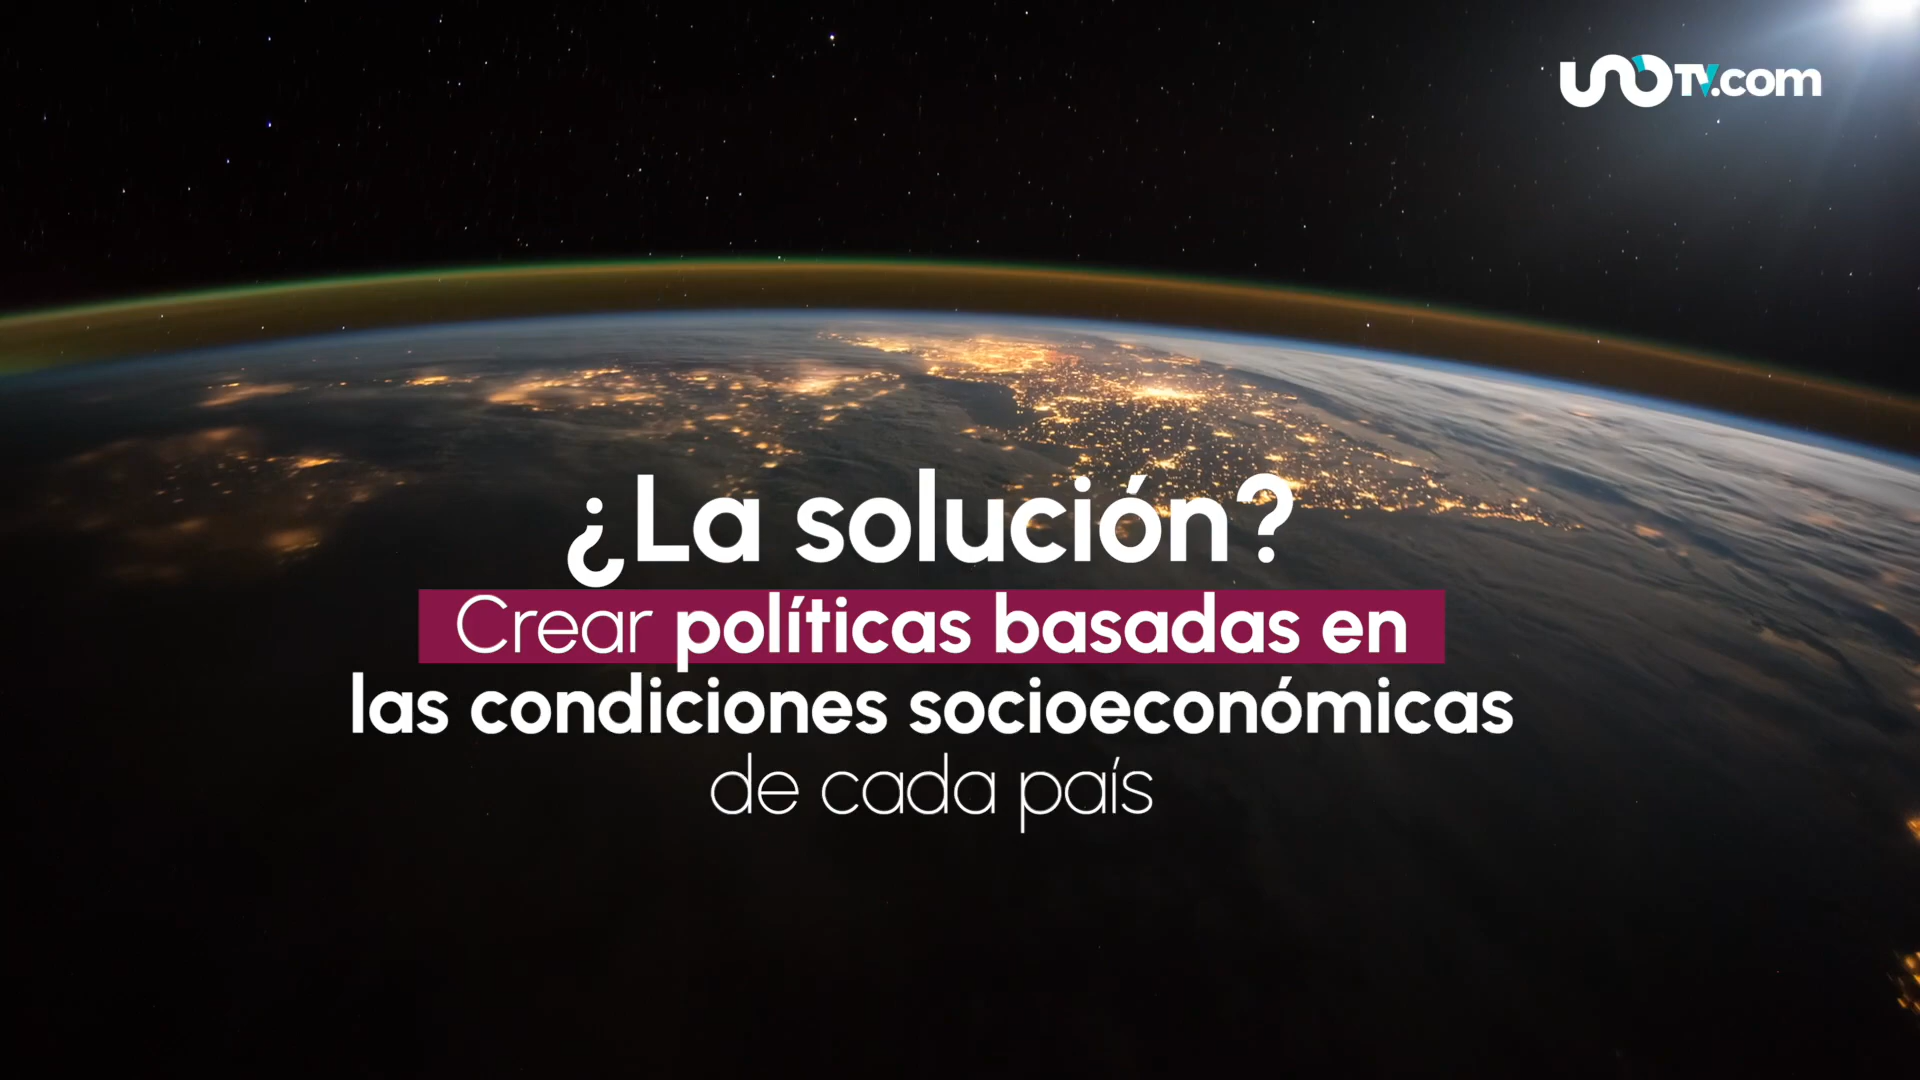 UNOTV.com
¿La solución?
Crear políticas basadas en
las condiciones socioeconómicas
de cada país